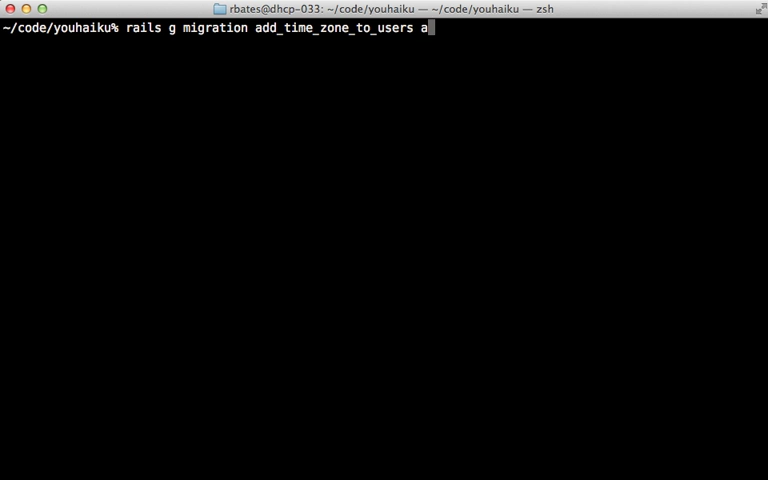 rbates@dhcp-033: ~/code/youhaiku — ~/code/youhaiku — zsh
~/code/youhaiku% rails g migration add_time_zone_to_users a